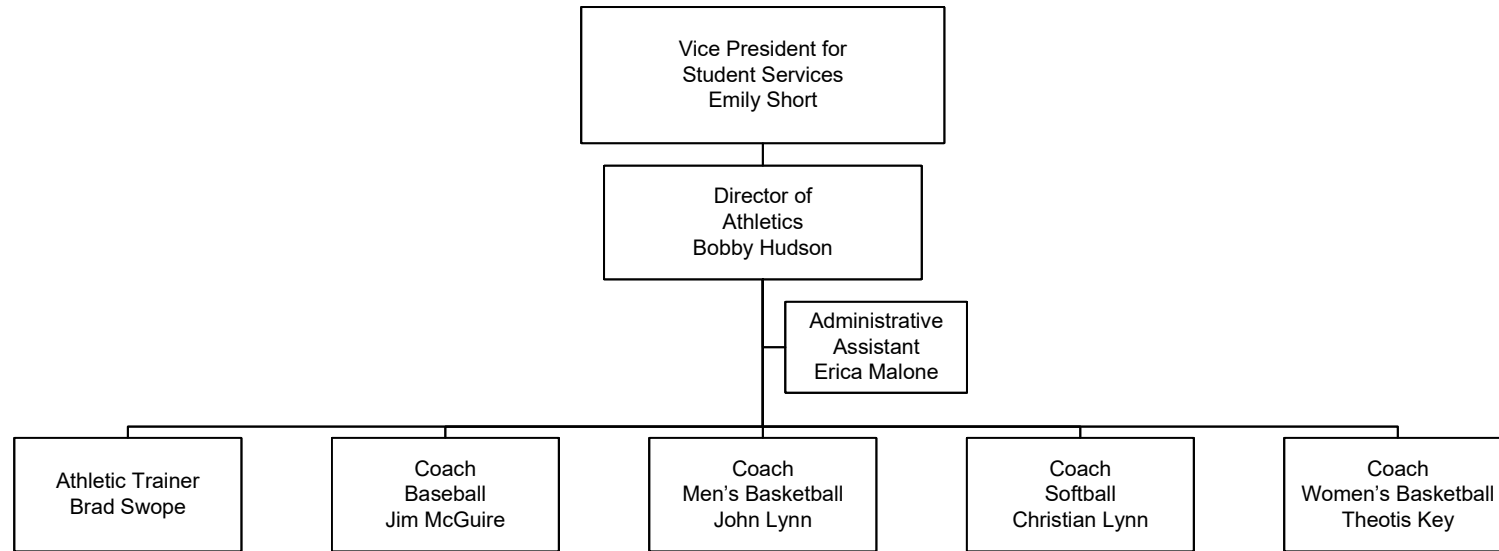 Vice President for
Student Services
Emily Short
Director of
Athletics
Bobby Hudson
Administrative
Assistant
Erica Malone
Athletic Trainer
Brad Swope
Coach
Baseball
Jim McGuire
Coach
Men’s Basketball
John Lynn
Coach
Softball
Christian Lynn
Coach
Women’s Basketball
Theotis Key